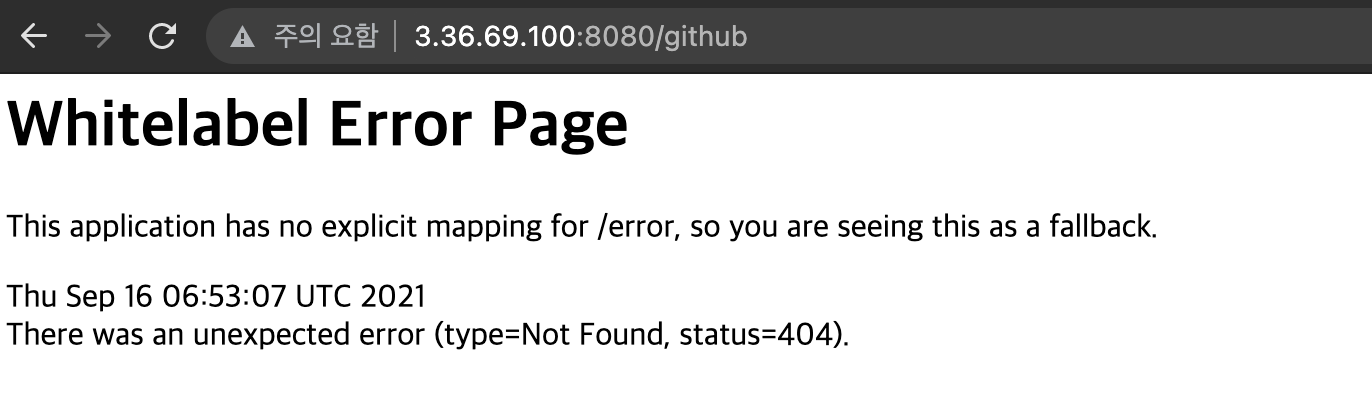 주의 요함 3.36.69.100:8080/github
Whitelabel Error Page
This application has no explicit mapping for /error, so you are seeing this as a fallback.
Thu Sep 16 06:53:07 UTC 2021
There was an unexpected error (type=Not Found, status=404).